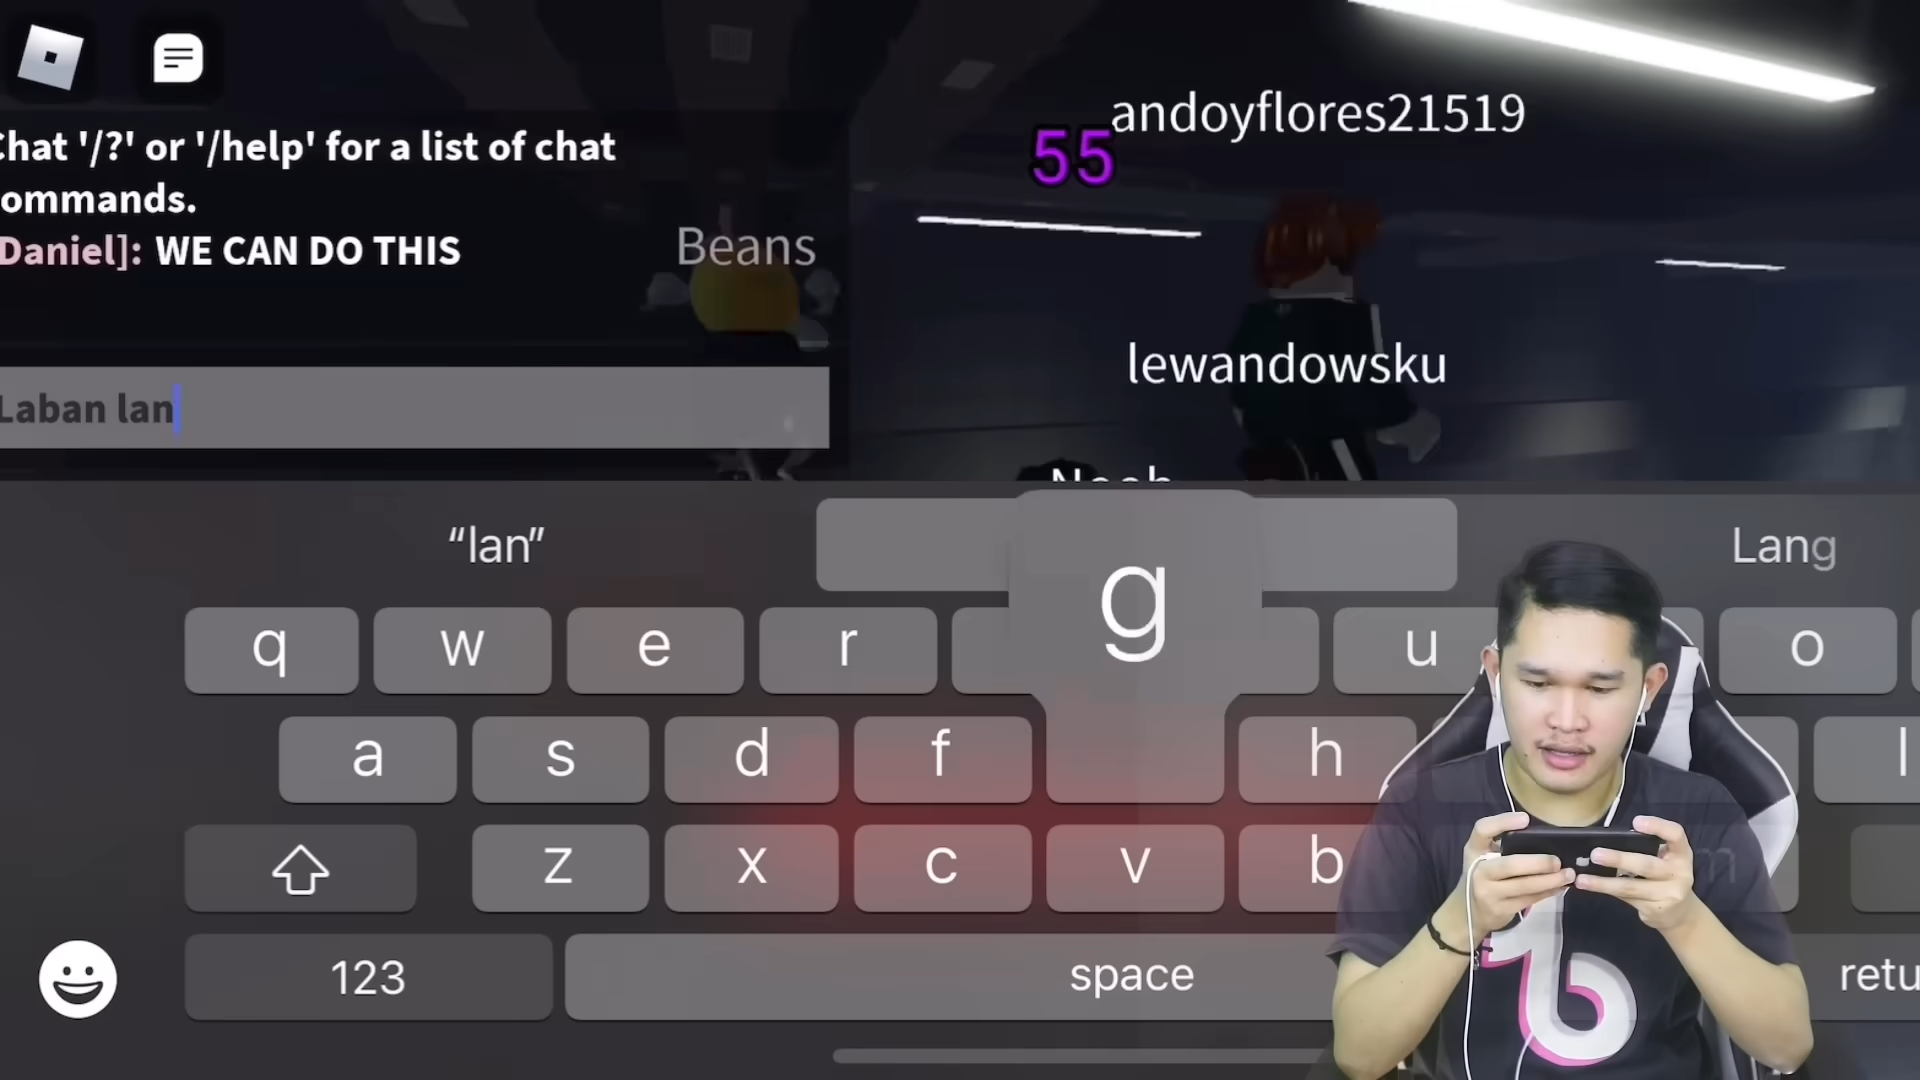 Chat '/?' or '/help' for a list of chat
ommands.
Daniel]: WE CAN DO THIS
Laban lan
andoyflores21519
55
Beans
lewandowsku
Noob
“lan”
Lang
g
q w e r u o
a s d f h l
z x c v b m
123
space
retu